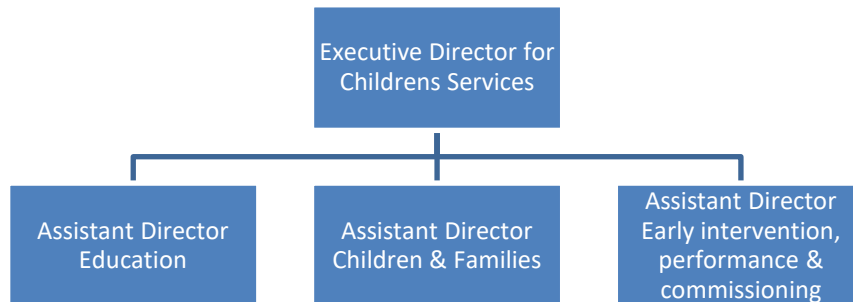 Executive Director for
Childrens Services
Assistant Director
Education
Assistant Director
Children & Families
Assistant Director
Early intervention,
performance &
commissioning